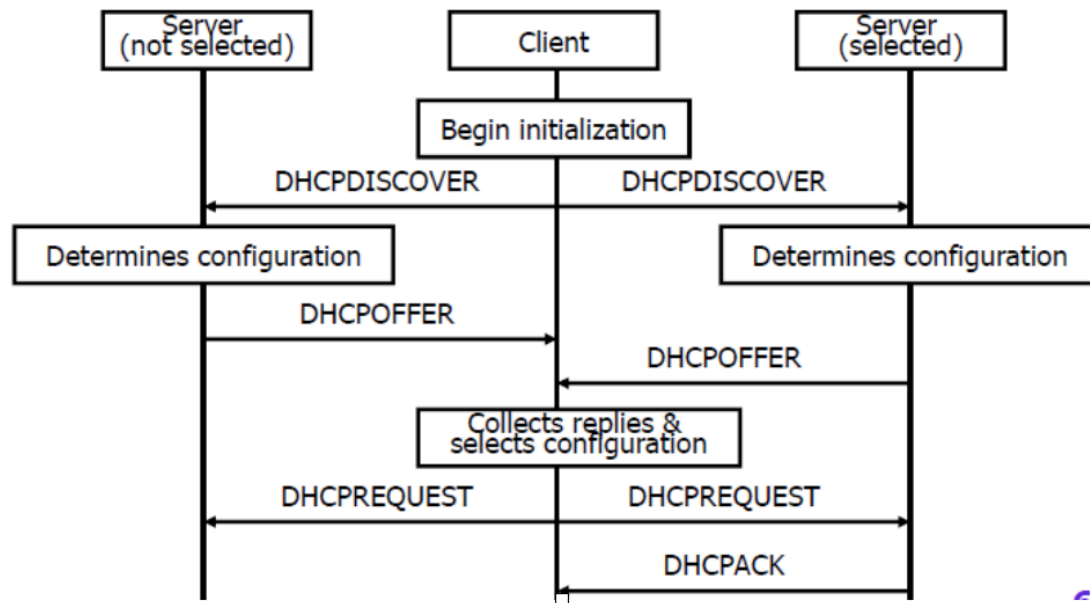 Server
(not selected)
Client
Server
(selected)
Begin initialization
DHCPDISCOVER
DHCPDISCOVER
Determines configuration
Determines configuration
DHCPOFFER
DHCPOFFER
Collects replies &
selects configuration
DHCPREQUEST
DHCPREQUEST
DHCPACK